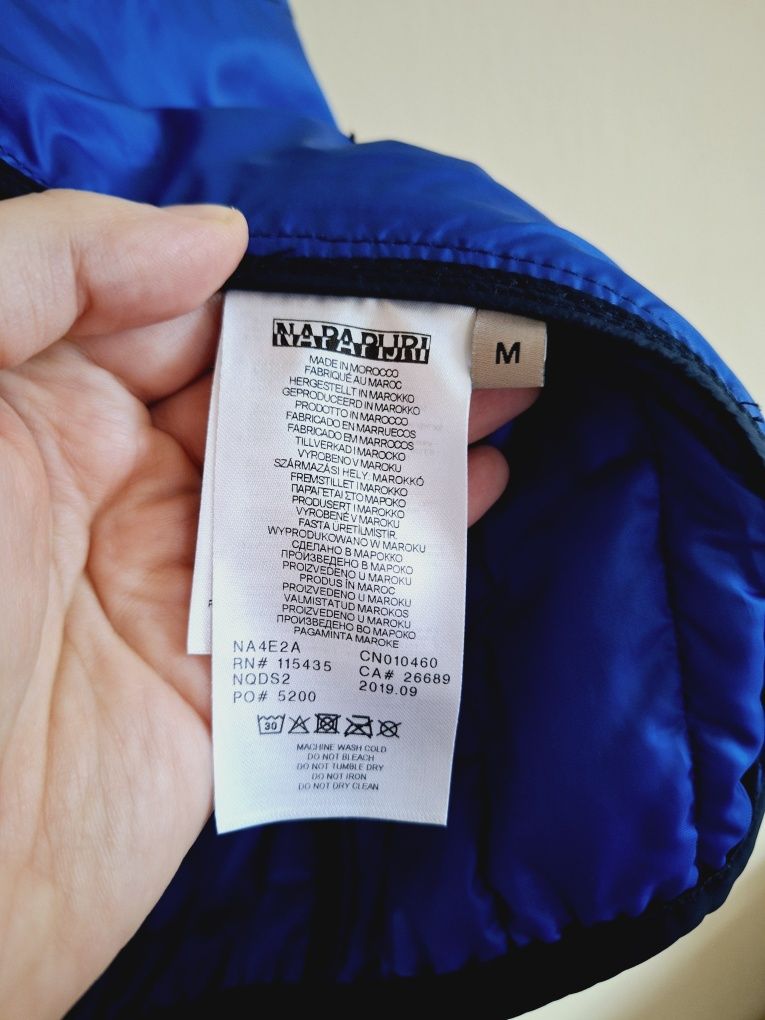 NAPAPIJRI
M
MADE IN MOROCCO
FABRIQUÉ AU MAROC
HERGESTELLT IN MAROKKO
GEPRODUCEERD IN MAROKKO
PRODOTTO IN MAROCCO
FABRICADO EN MARRUECOS
FABRICADO EM MARROCOS
TILLVERKAD I MAROCKO
VYROBENO V MAROKU
SZÁRMAZÁSI HELY: MAROKKÓ
FREMSTILLET I MAROKKO
ΠΑΡΑΓΕΤΑΙ ΣΤΟ ΜΑΡΟΚΟ
PRODUSERT I MAROKKO
VYROBENÉ V MAROKU
FASTA ÜRETİLMİSTİR.
WYPRODUKOWANO W MAROKU
СДЕЛАНО В МАРОККО
ПРОИЗВЕДЕНО В МАРОКО
PROIZVEDENO U MAROKU
PRODUS ÎN MAROC
PROIZVEDENO U MAROKU
VALMISTATUD MAROKOS
PROIZVEDENO U MAROKU
ПРОИЗВЕДЕНО ВО МАРОКО
PAGAMINTA MAROKE
NA4E2A CN010460
RN# 115435 CA# 26689
NQDS2 2019.09
PO# 5200
30
MACHINE WASH COLD
DO NOT BLEACH
DO NOT TUMBLE DRY
DO NOT IRON
DO NOT DRY CLEAN